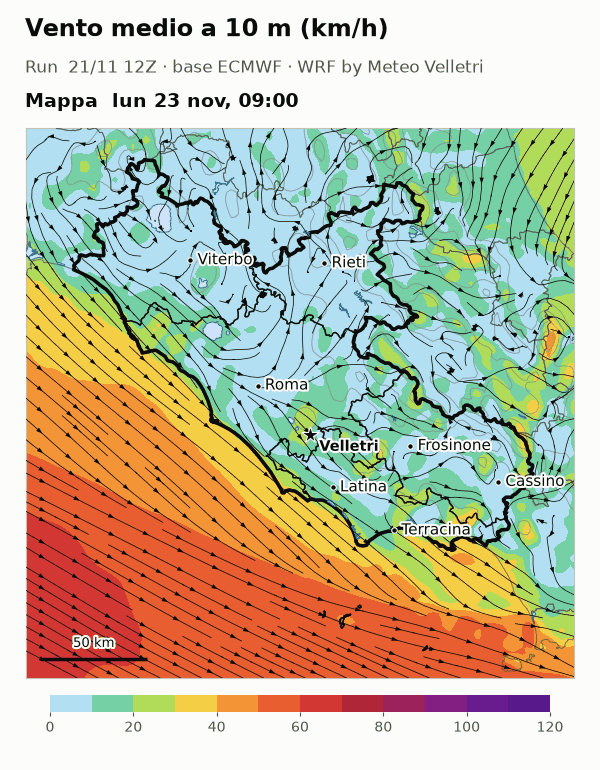 Vento medio a 10 m (km/h)
Run  21/11 12Z · base ECMWF · WRF by Meteo Velletri
Mappa  lun 23 nov, 09:00
Viterbo
Rieti
Roma
Velletri
Frosinone
Cassino
Latina
Terracina
50 km
0 20 40 60 80 100 120